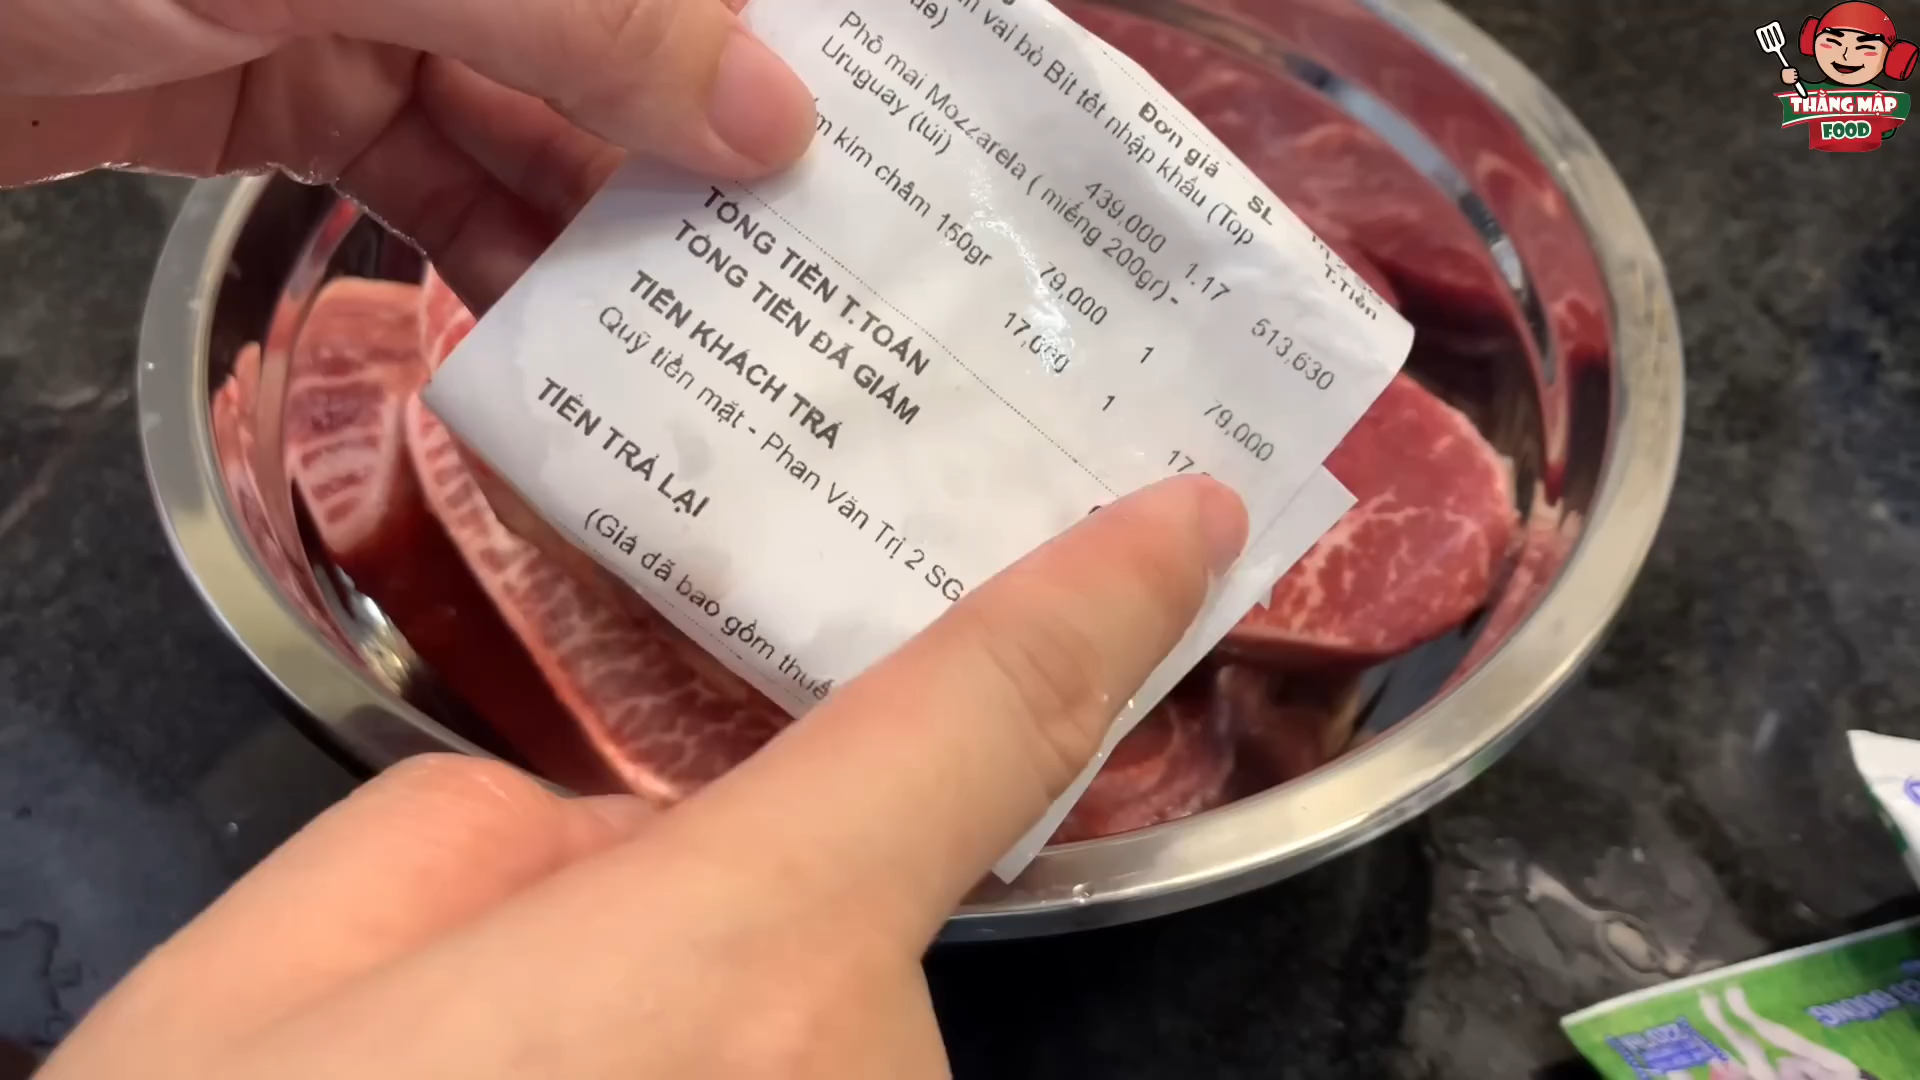 Đơn giá SL T.Tiền
vai bò Bít tết nhập khẩu (Top
439,000 1.17 513,630
Phô mai Mozzarela ( miếng 200gr) -
Uruguay (túi)
79,000 1 79,000
kim châm 150gr
17,000 1
TỔNG TIỀN T.TOÁN
TỔNG TIỀN ĐÃ GIẢM
TIỀN KHÁCH TRẢ
Quỹ tiền mặt - Phan Văn Trị 2 SG
TIỀN TRẢ LẠI
(Giá đã bao gồm thuế
THẰNG MẬP
FOOD